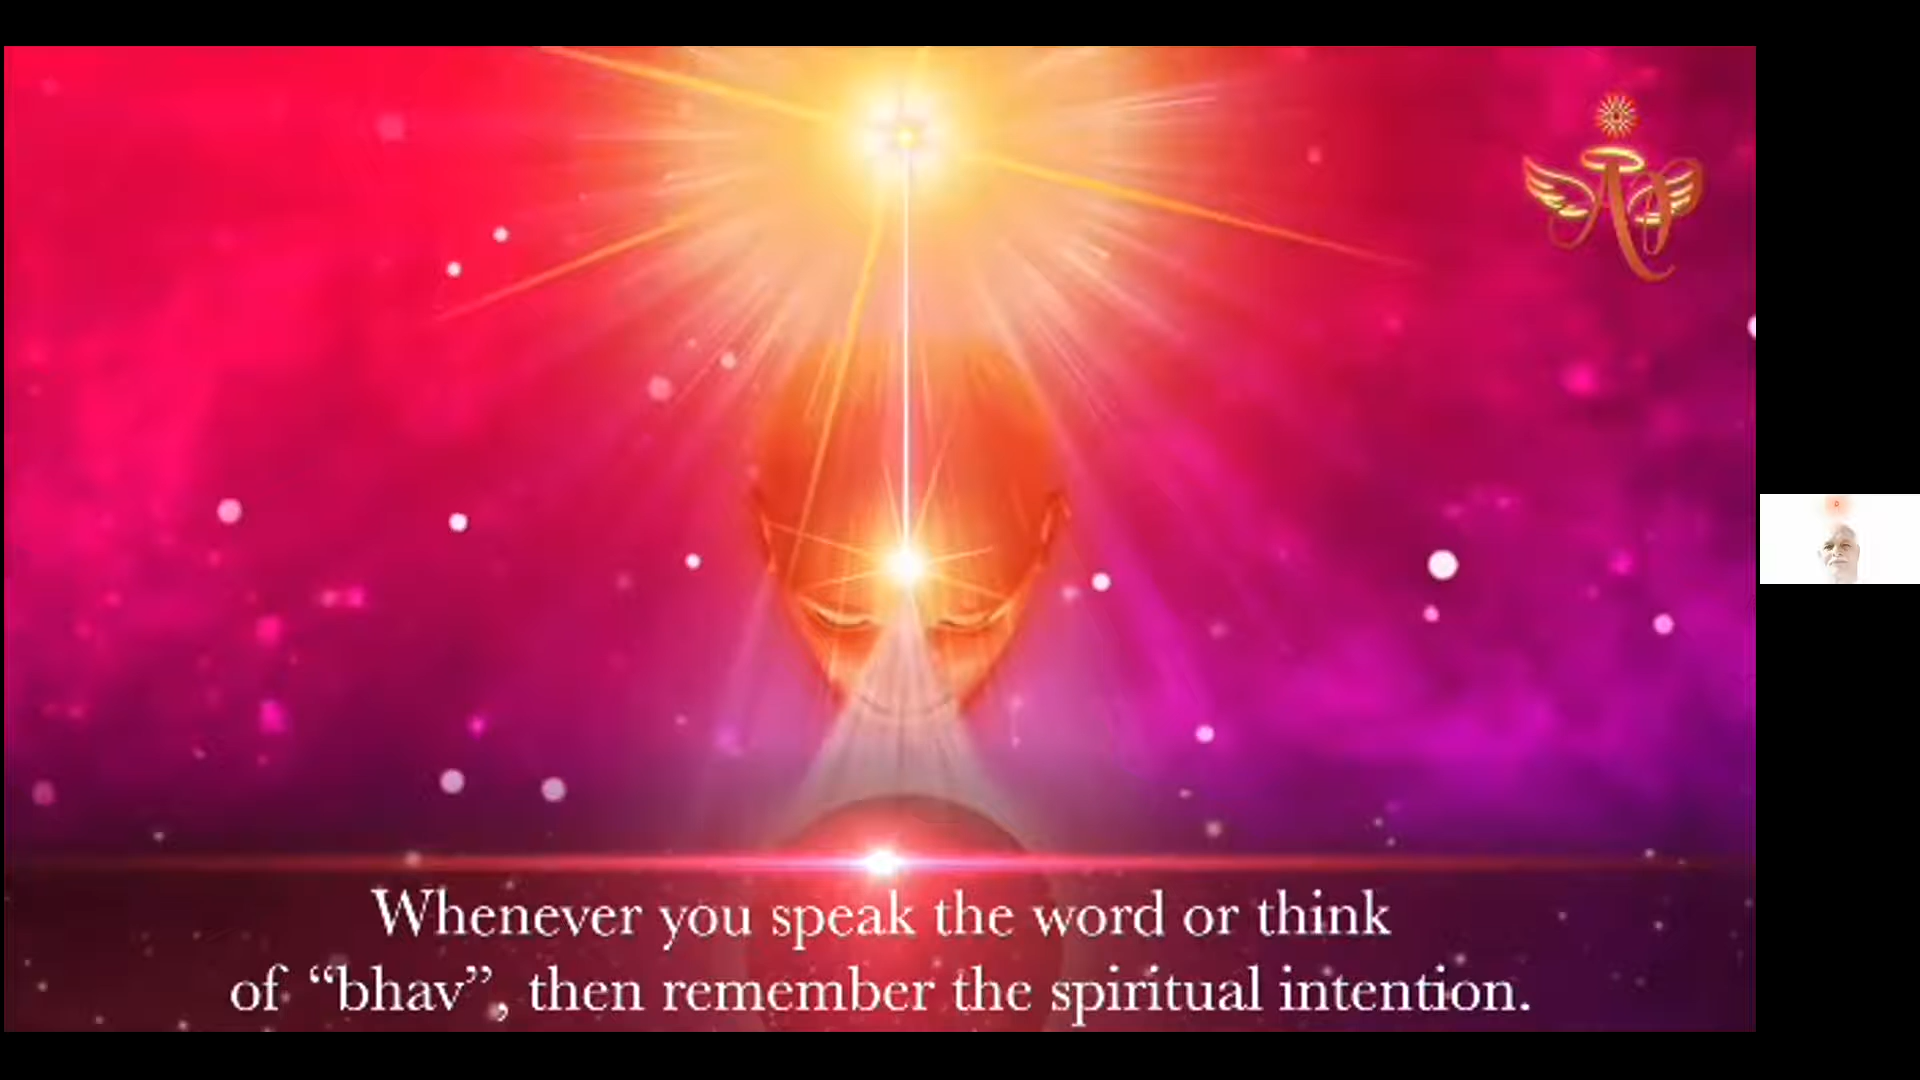 Whenever you speak the word or think
of “bhav”, then remember the spiritual intention.